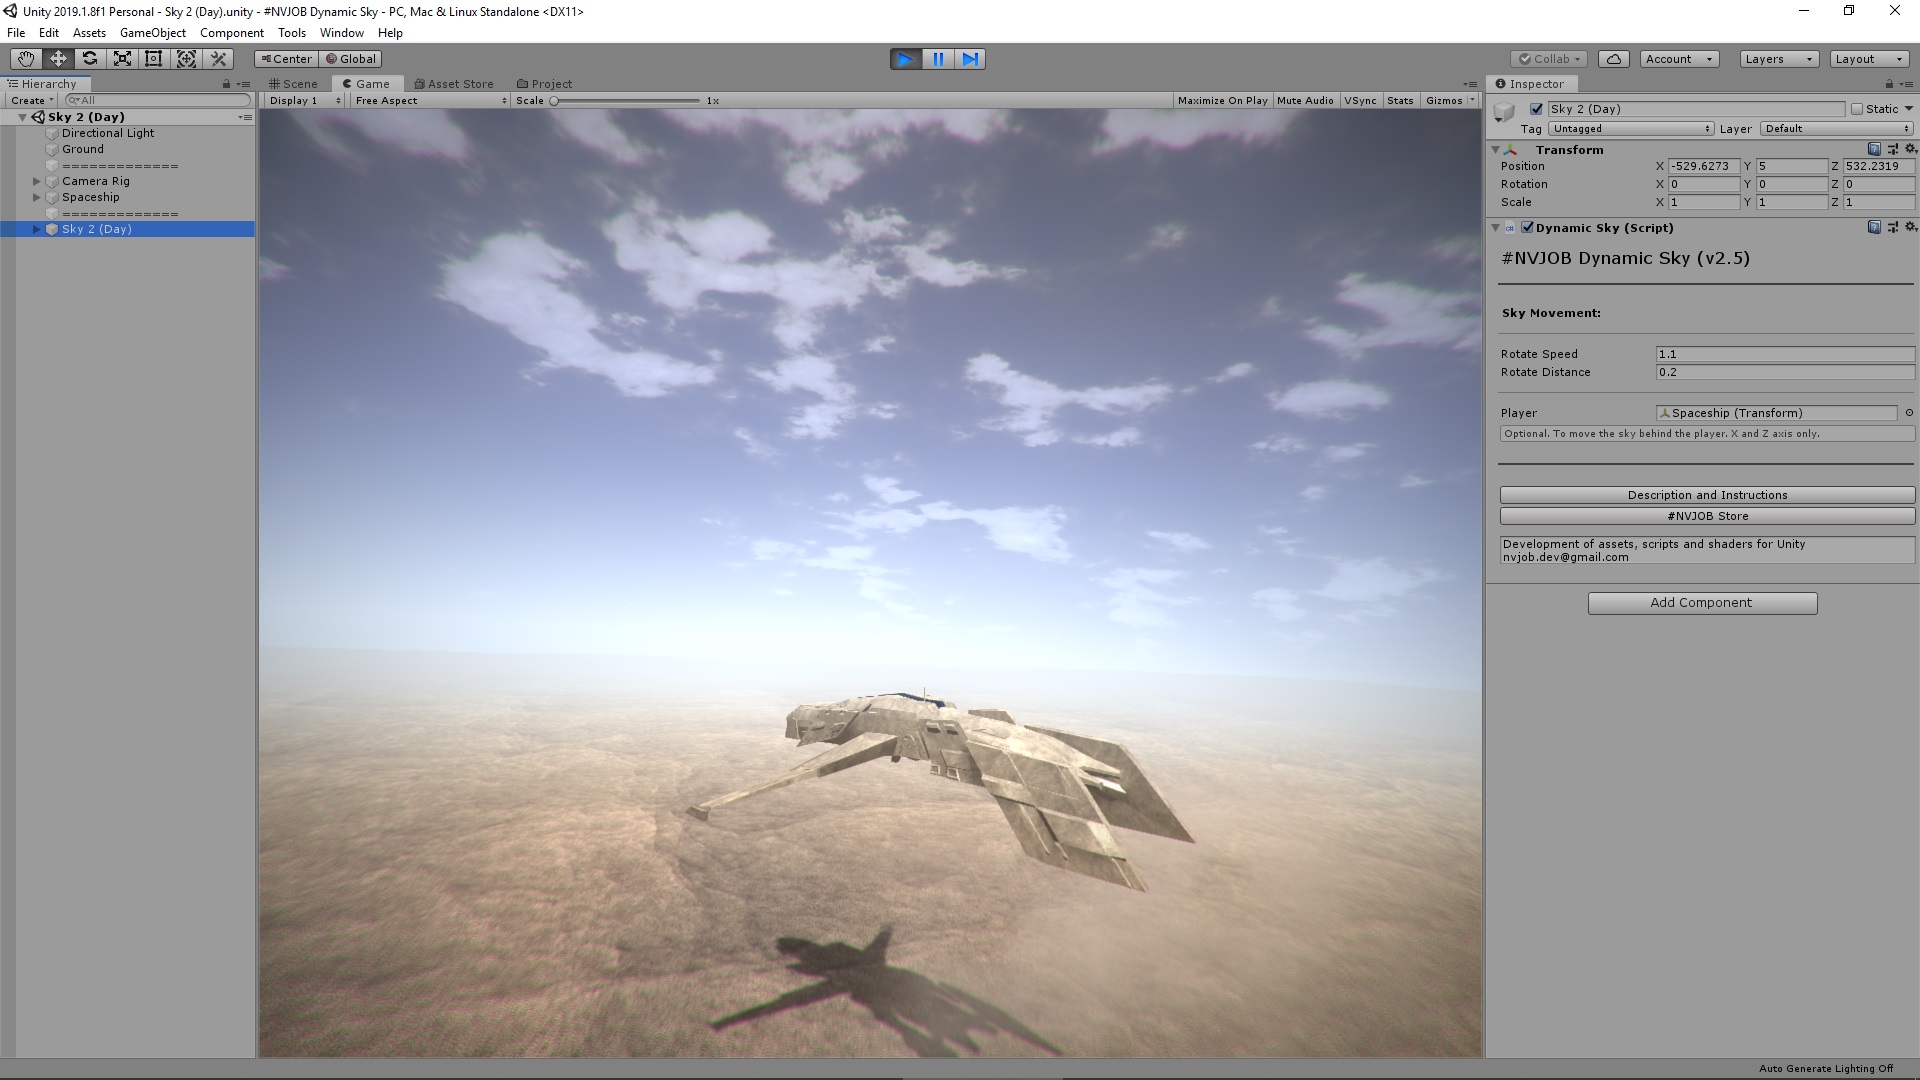 Unity 2019.1.8f1 Personal - Sky 2 (Day).unity - #NVJOB Dynamic Sky - PC, Mac & Linux Standalone <DX11>
File Edit Assets GameObject Component Tools Window Help
Center Global Collab Account Layers Layout
Hierarchy
Create All
Sky 2 (Day)
Directional Light
Ground
=============
Camera Rig
Spaceship
=============
Sky 2 (Day)
Scene Game Asset Store Project
Display 1 Free Aspect Scale 1x Maximize On Play Mute Audio VSync Stats Gizmos
Inspector
Sky 2 (Day) Static
Tag Untagged Layer Default
Transform
Position X -529.6273 Y 5 Z 532.2319
Rotation X 0 Y 0 Z 0
Scale X 1 Y 1 Z 1
Dynamic Sky (Script)
#NVJOB Dynamic Sky (v2.5)
Sky Movement:
Rotate Speed 1.1
Rotate Distance 0.2
Player Spaceship (Transform)
Optional. To move the sky behind the player. X and Z axis only.
Description and Instructions
#NVJOB Store
Development of assets, scripts and shaders for Unity
nvjob.dev@gmail.com
Add Component
Auto Generate Lighting Off